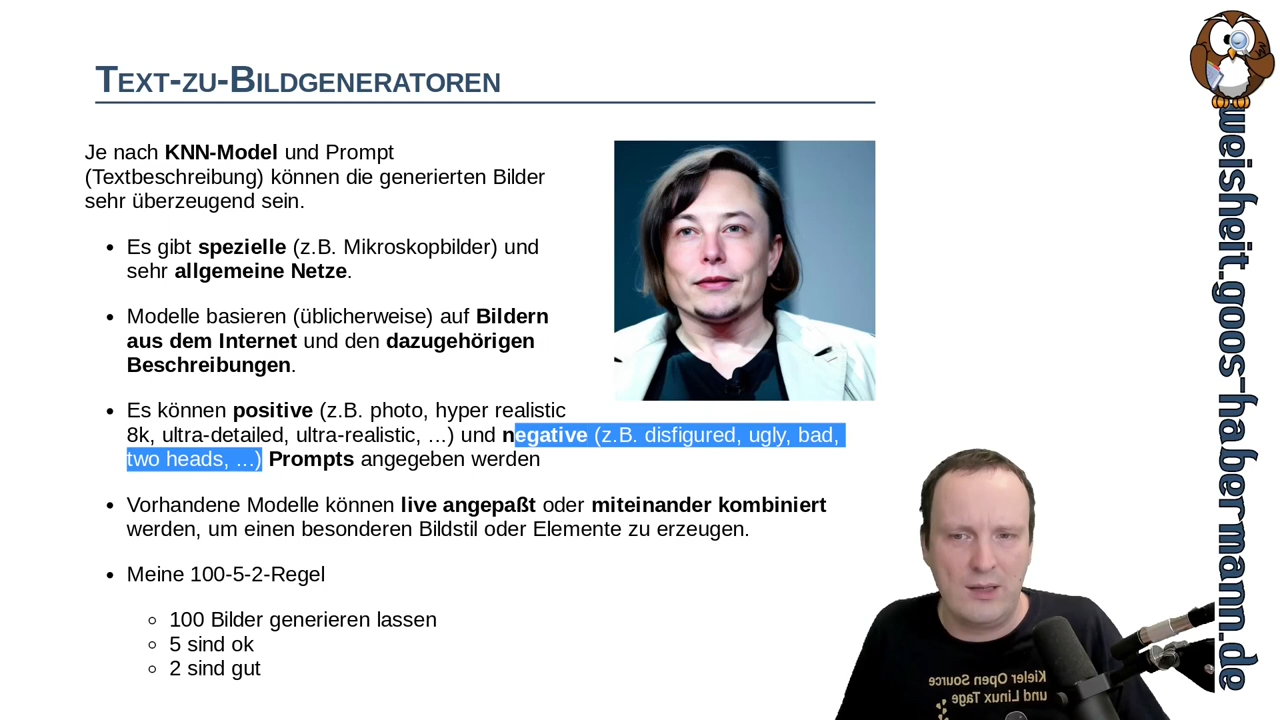 Text-zu-Bildgeneratoren
Je nach KNN-Model und Prompt
(Textbeschreibung) können die generierten Bilder
sehr überzeugend sein.
• Es gibt spezielle (z.B. Mikroskopbilder) und
sehr allgemeine Netze.
• Modelle basieren (üblicherweise) auf Bildern
aus dem Internet und den dazugehörigen
Beschreibungen.
• Es können positive (z.B. photo, hyper realistic
8k, ultra-detailed, ultra-realistic, ...) und negative (z.B. disfigured, ugly, bad,
two heads, ...) Prompts angegeben werden
• Vorhandene Modelle können live angepaßt oder miteinander kombiniert
werden, um einen besonderen Bildstil oder Elemente zu erzeugen.
• Meine 100-5-2-Regel
◦ 100 Bilder generieren lassen
◦ 5 sind ok
◦ 2 sind gut
Kieler Open Source
und Linux Tage
weisheit.goos-habermann.de